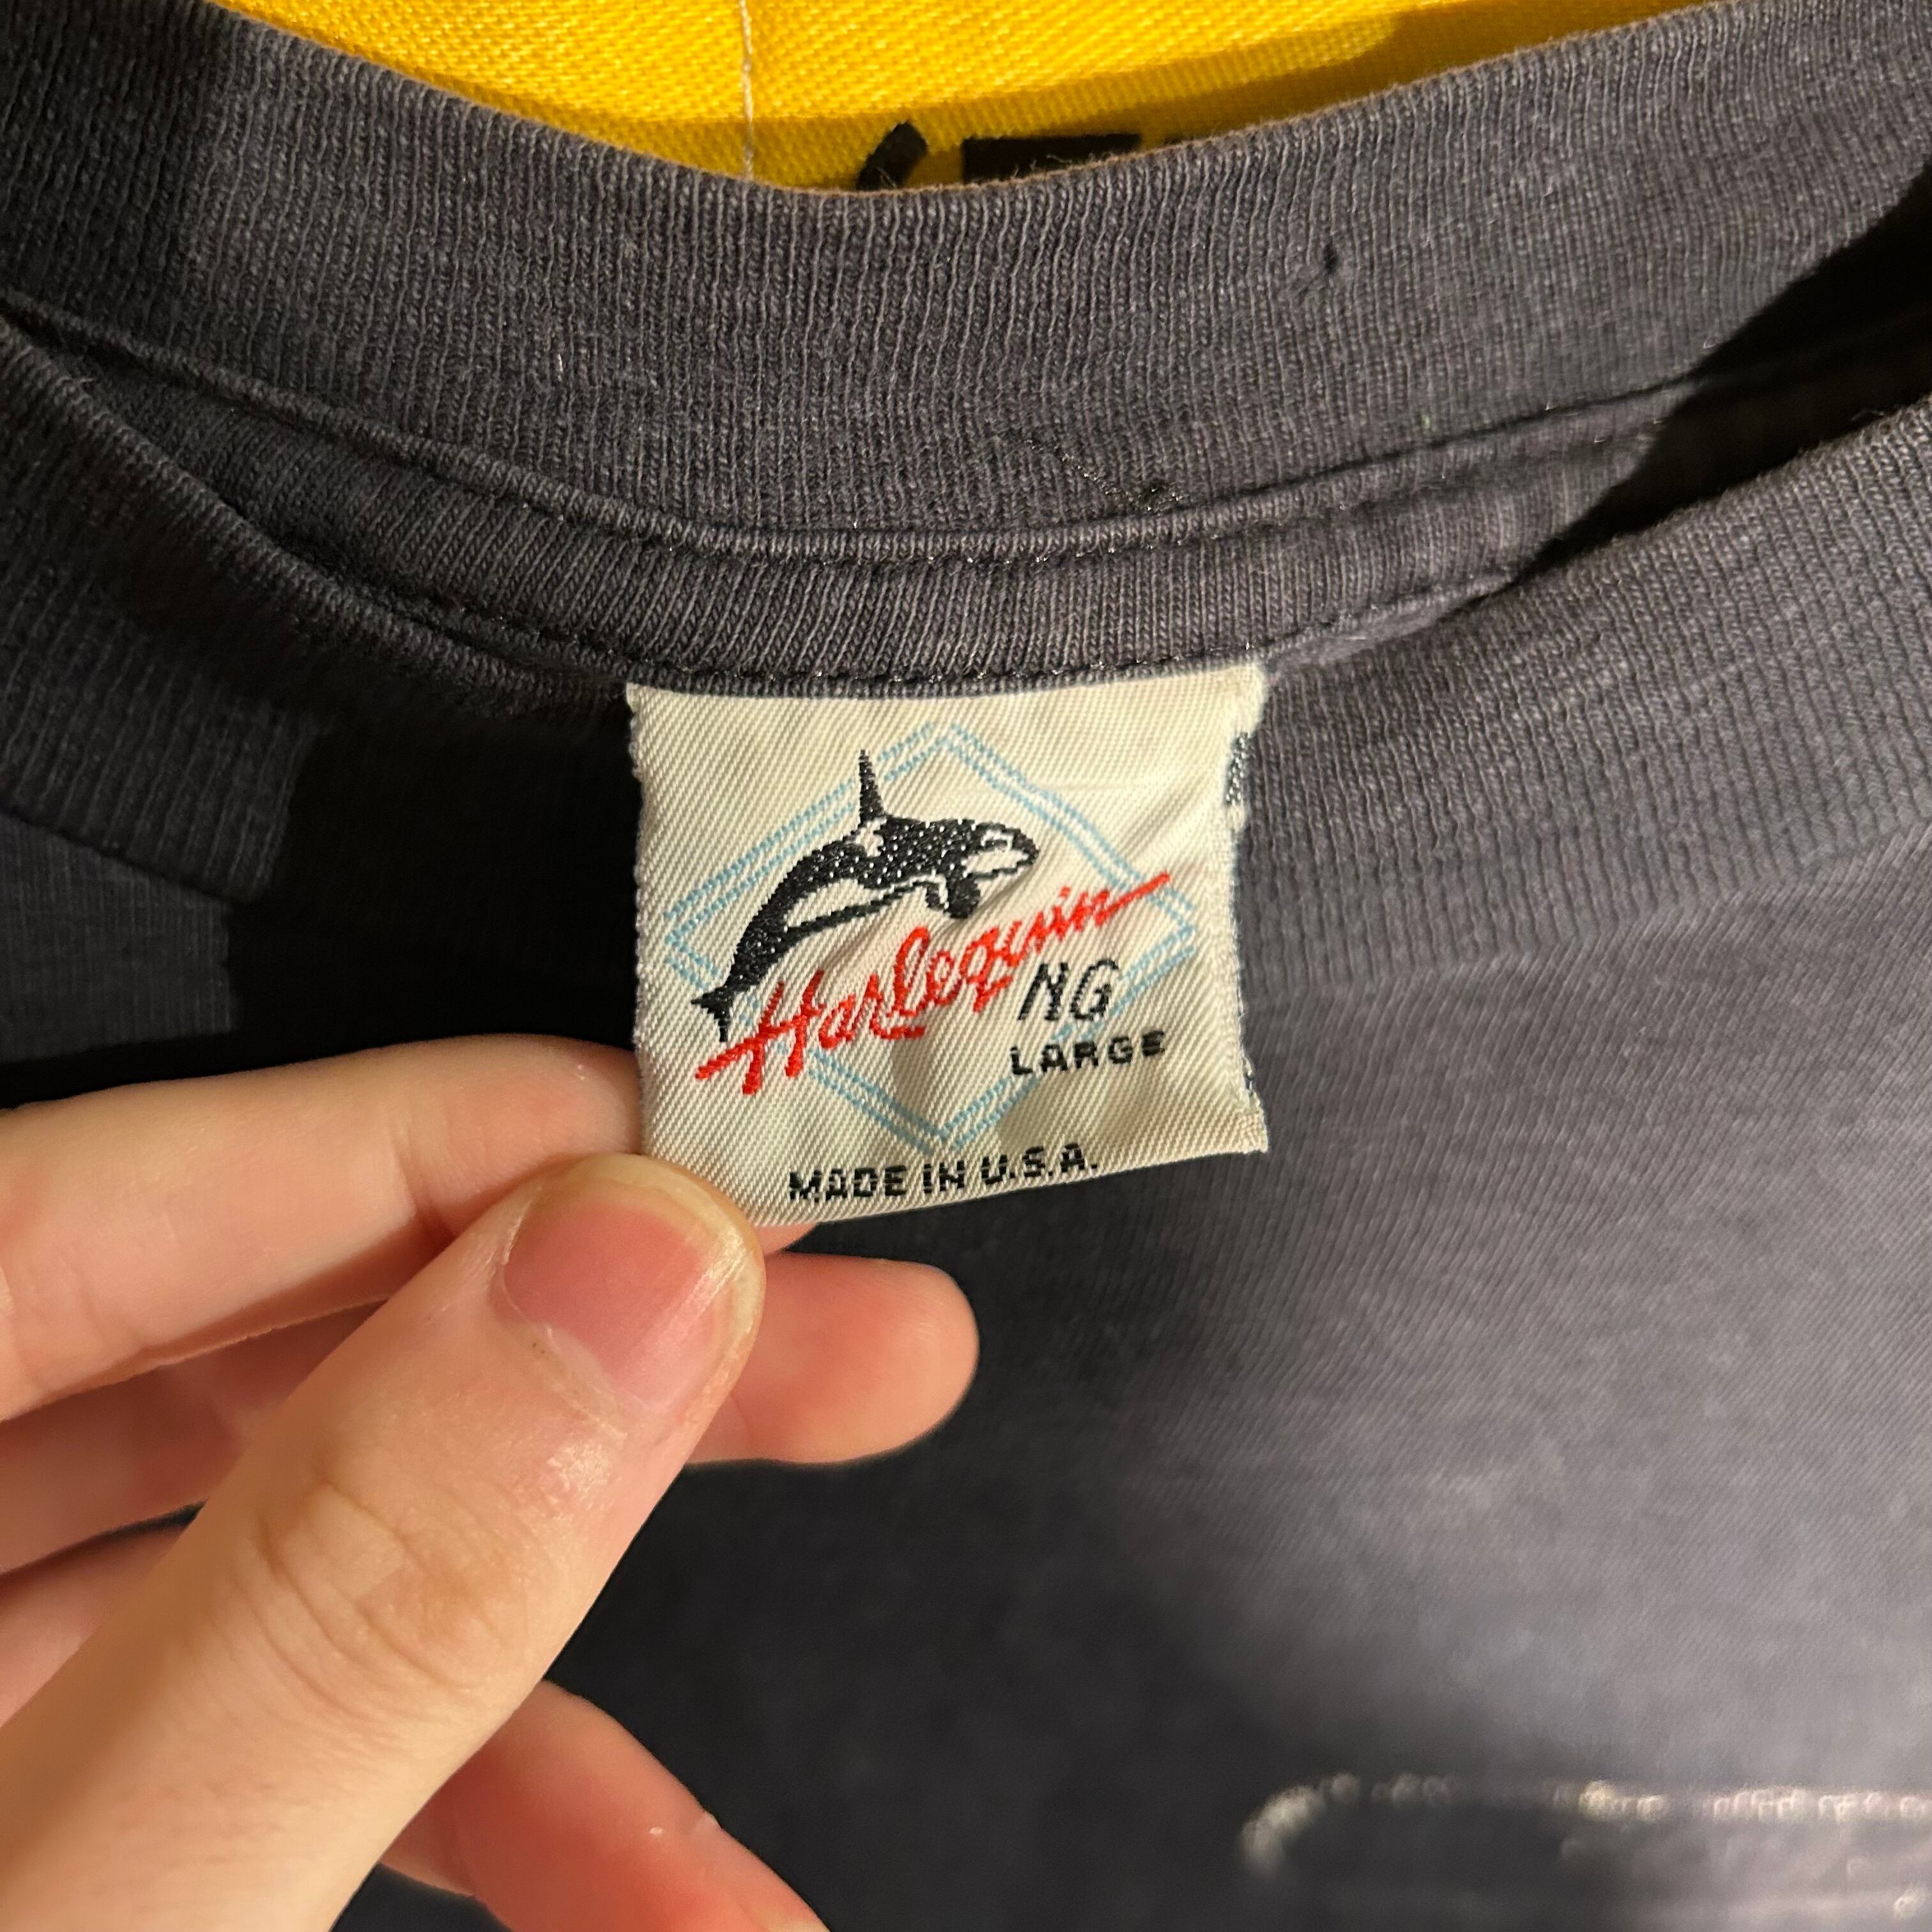 Harlequin
NG
LARGE
MADE IN U.S.A.